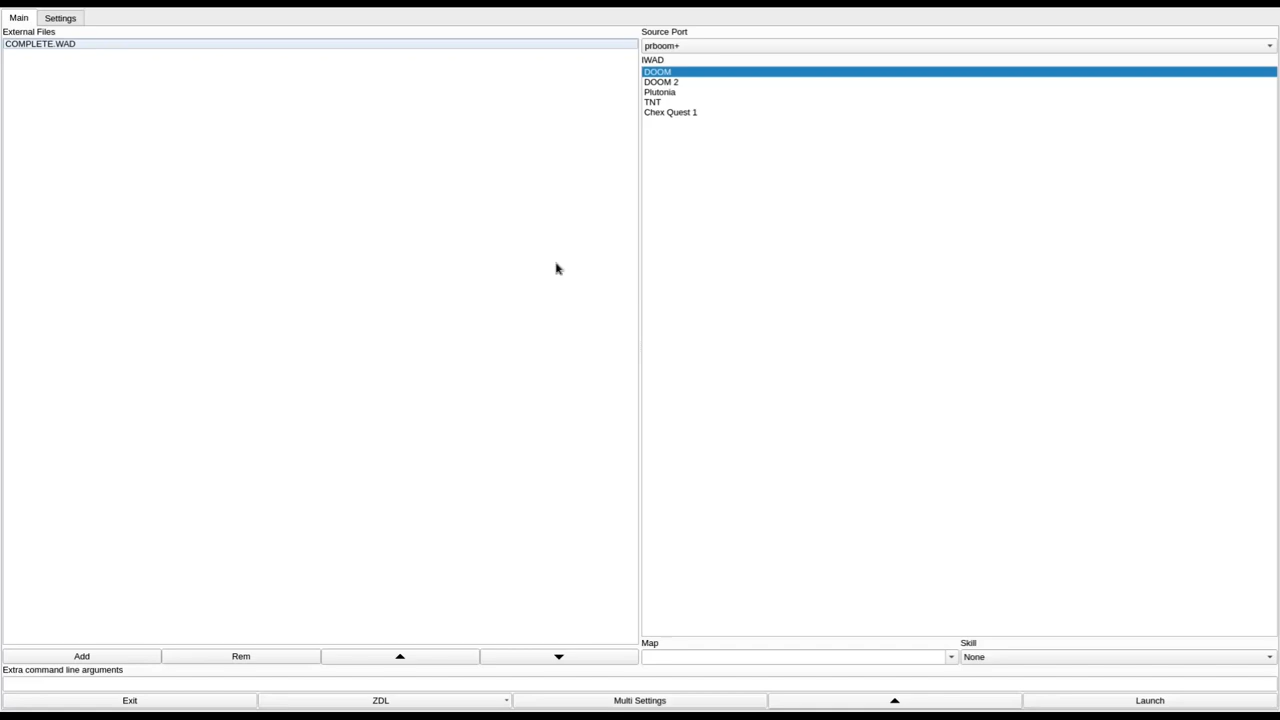 Main Settings
External Files
COMPLETE.WAD
Source Port
prboom+
IWAD
DOOM
DOOM 2
Plutonia
TNT
Chex Quest 1
Add Rem
Map Skill
None
Extra command line arguments
Exit ZDL Multi Settings Launch